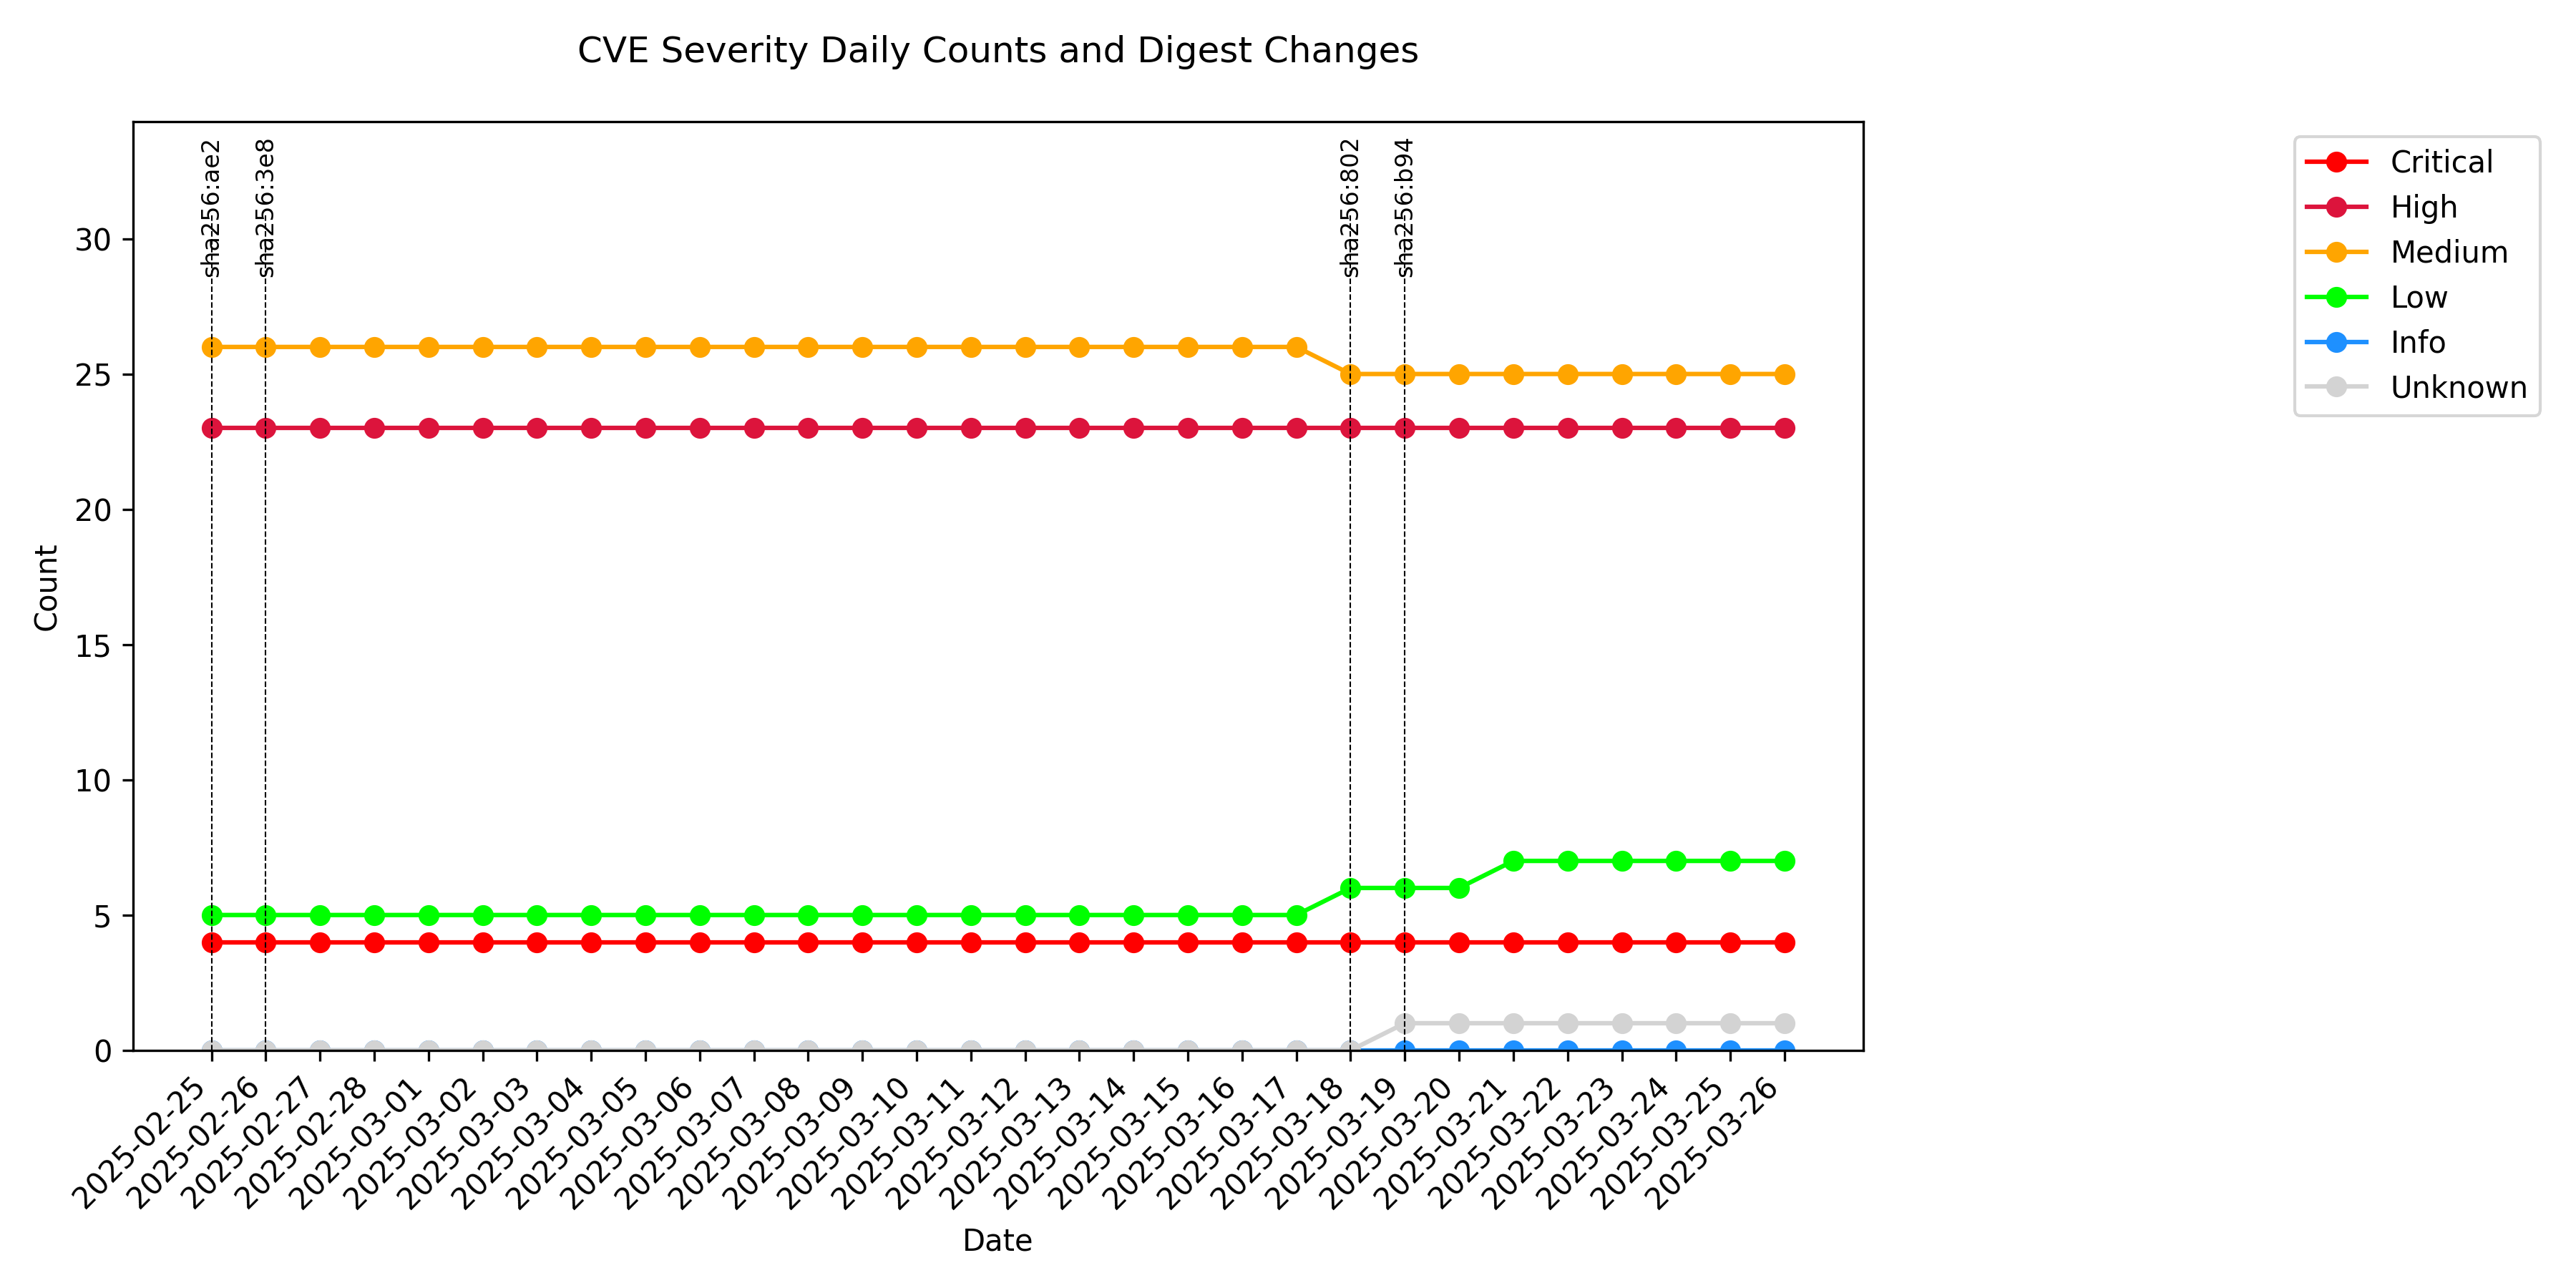 CVE Severity Daily Counts and Digest Changes
sha256:ae2
sha256:3e8
sha256:802
sha256:b94
Critical
High
Medium
Low
Info
Unknown
Count
30
25
20
15
10
5
0
2025-02-25
2025-02-26
2025-02-27
2025-02-28
2025-03-01
2025-03-02
2025-03-03
2025-03-04
2025-03-05
2025-03-06
2025-03-07
2025-03-08
2025-03-09
2025-03-10
2025-03-11
2025-03-12
2025-03-13
2025-03-14
2025-03-15
2025-03-16
2025-03-17
2025-03-18
2025-03-19
2025-03-20
2025-03-21
2025-03-22
2025-03-23
2025-03-24
2025-03-25
2025-03-26
Date